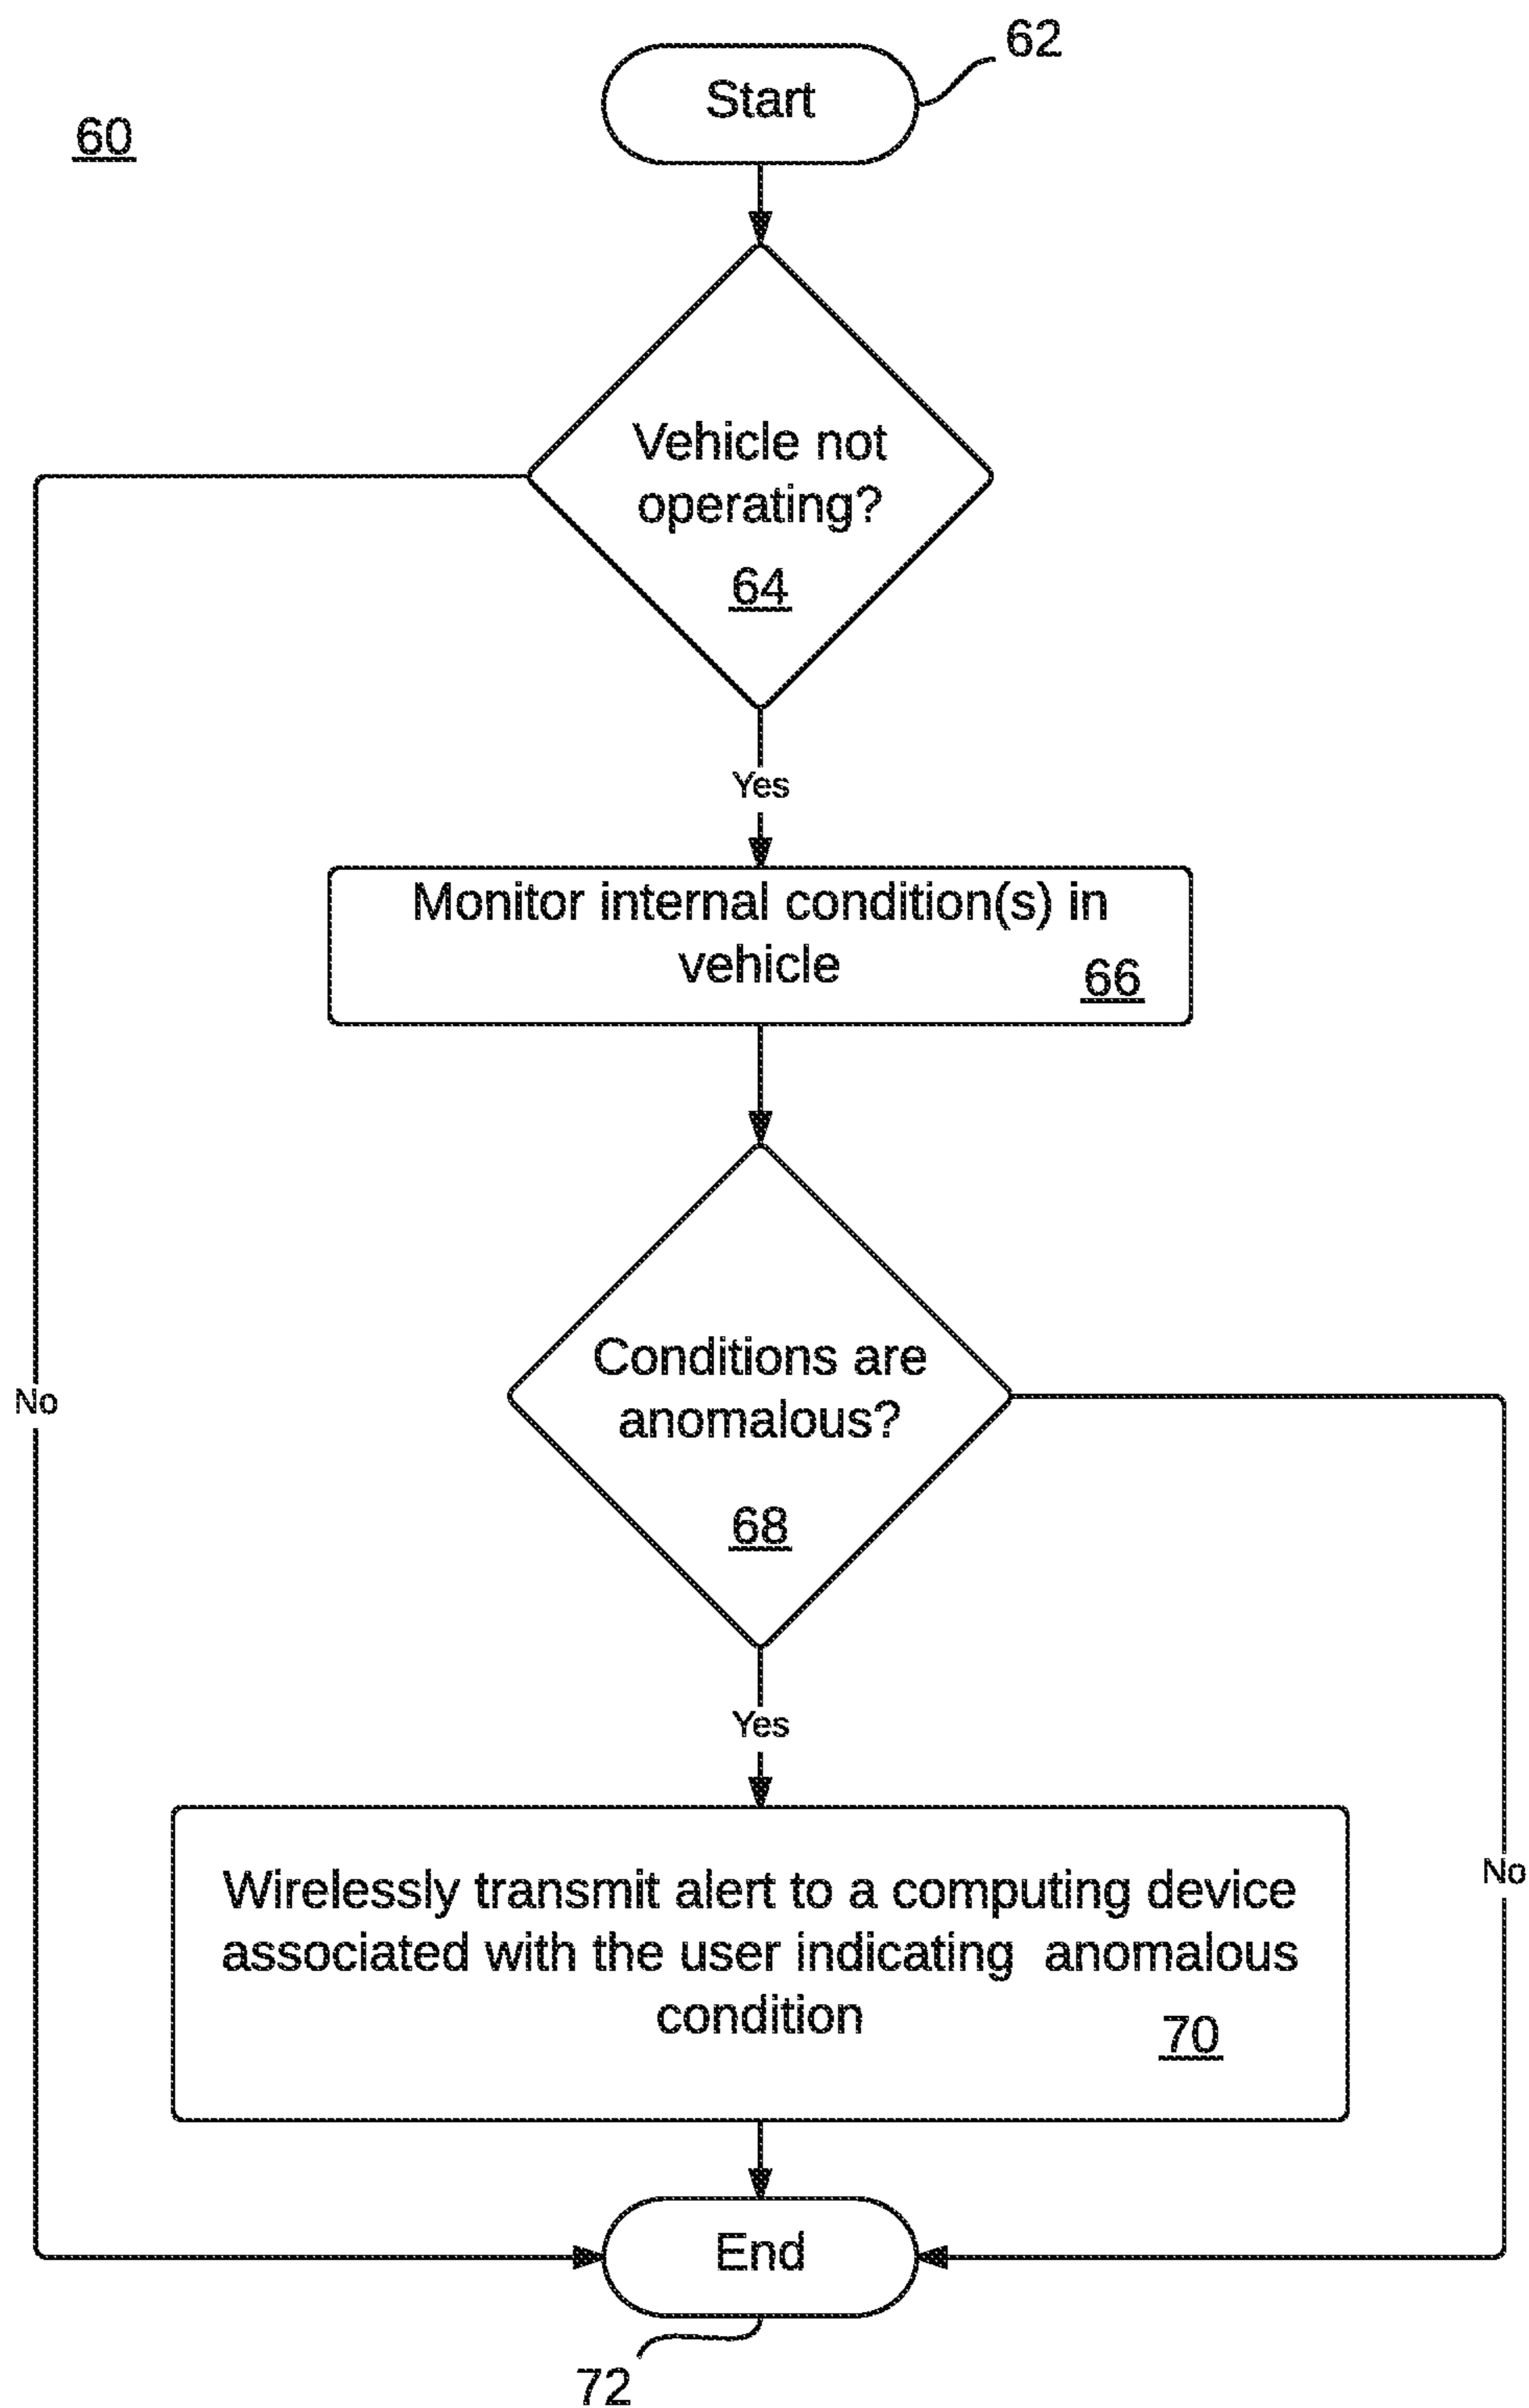 62
Start
60
Vehicle not
operating?
64
Yes
Monitor internal condition(s) in
vehicle
66
Conditions are
anomalous?
No
68
Yes
Wirelessly transmit alert to a computing device
No
associated with the user indicating anomalous
condition
70
End
72